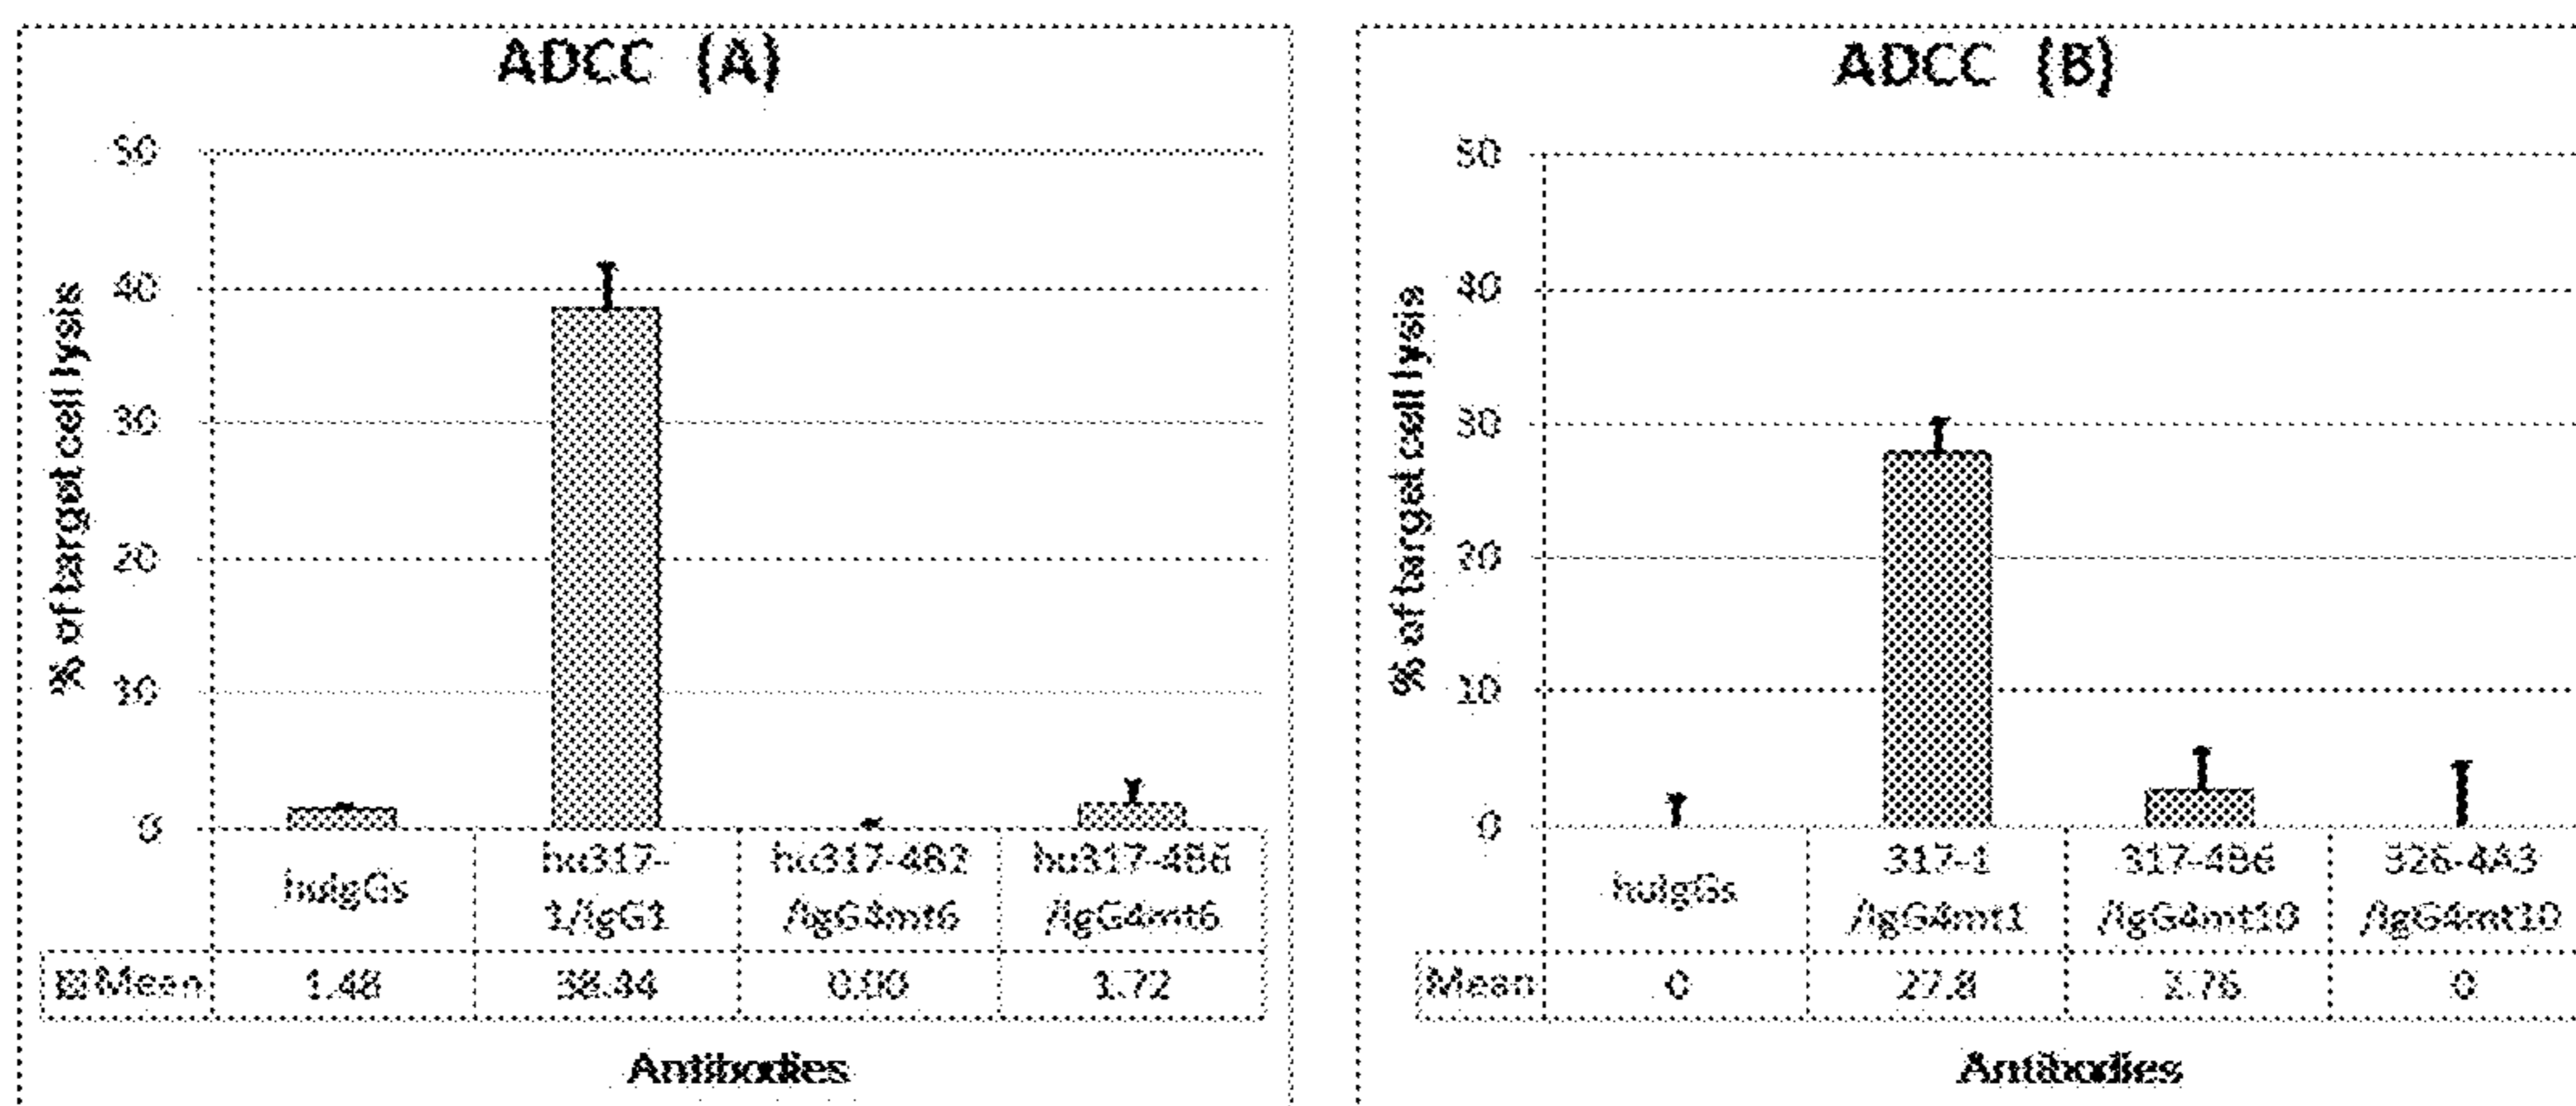 ADCC (A)
% of target cell lysis
50
40
30
20
10
0
huIgGs
hu317-
1/IgG1
hu317-4B2
/IgG4mt6
hu317-4B6
/IgG4mt6
Mean
1.48
38.44
0.00
1.72
Antibodies
ADCC (B)
% of target cell lysis
50
40
30
20
10
0
huIgGs
317-1
/IgG4mt1
317-4B6
/IgG4mt10
326-4A3
/IgG4mt10
Mean
0
27.8
2.76
0
Antibodies